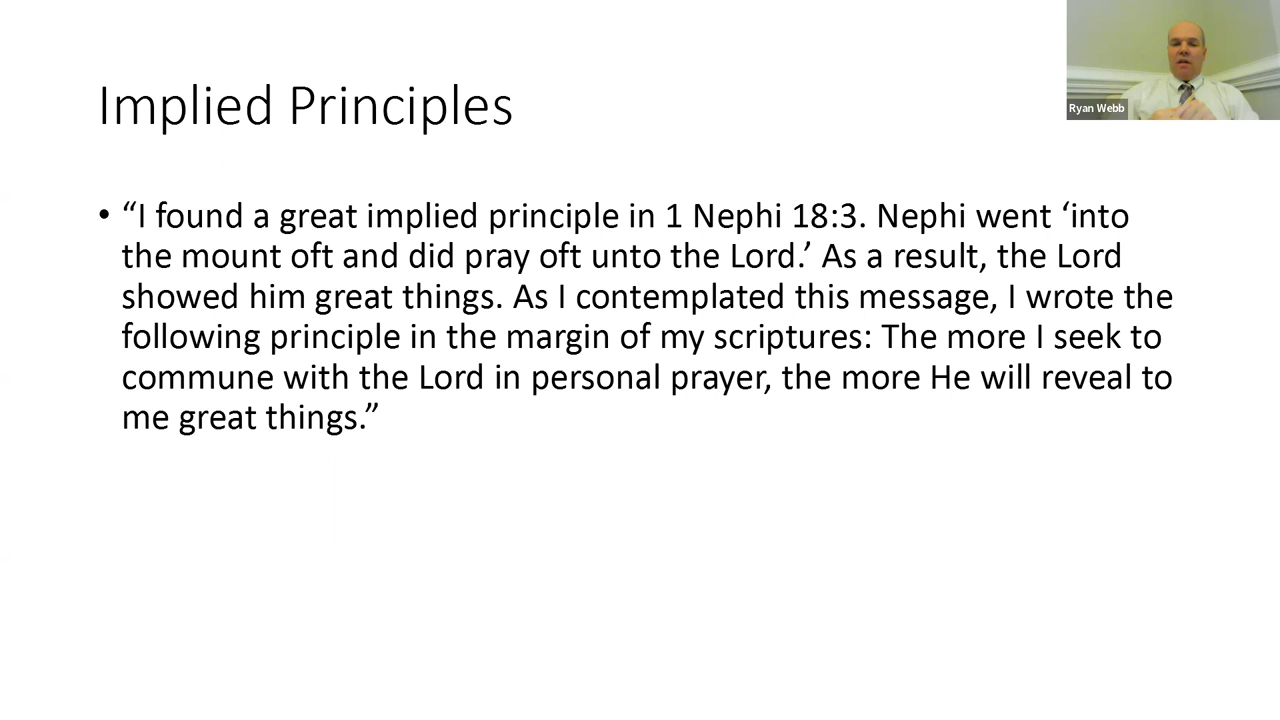 Implied Principles
Ryan Webb
• “I found a great implied principle in 1 Nephi 18:3. Nephi went ‘into
the mount oft and did pray oft unto the Lord.’ As a result, the Lord
showed him great things. As I contemplated this message, I wrote the
following principle in the margin of my scriptures: The more I seek to
commune with the Lord in personal prayer, the more He will reveal to
me great things.”